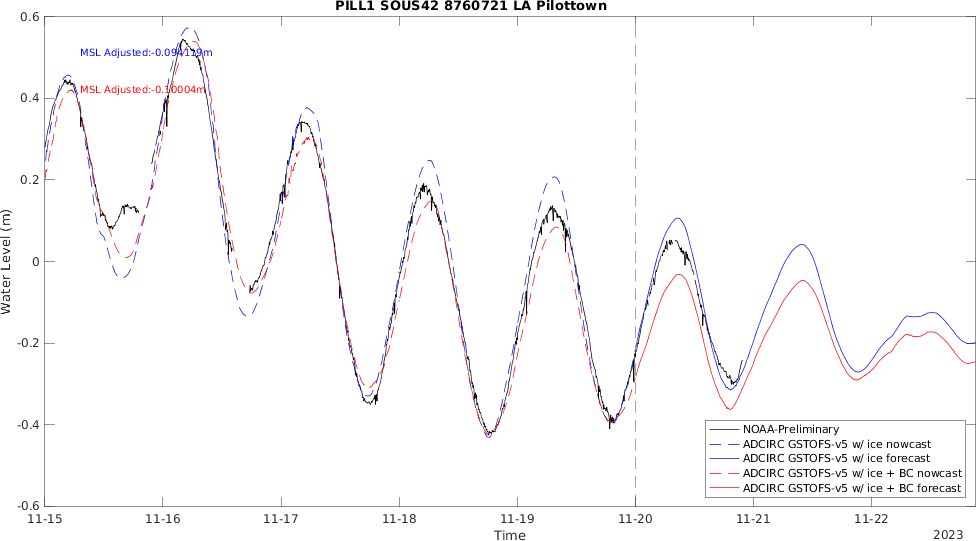 PILL1 SOUS42 8760721 LA Pilottown
MSL Adjusted:-0.094119m
MSL Adjusted:-0.10004m
0.6
0.4
0.2
0
-0.2
-0.4
-0.6
Water Level (m)
11-15
11-16
11-17
11-18
11-19
11-20
11-21
11-22
Time
2023
NOAA-Preliminary
ADCIRC GSTOFS-v5 w/ ice nowcast
ADCIRC GSTOFS-v5 w/ ice forecast
ADCIRC GSTOFS-v5 w/ ice + BC nowcast
ADCIRC GSTOFS-v5 w/ ice + BC forecast